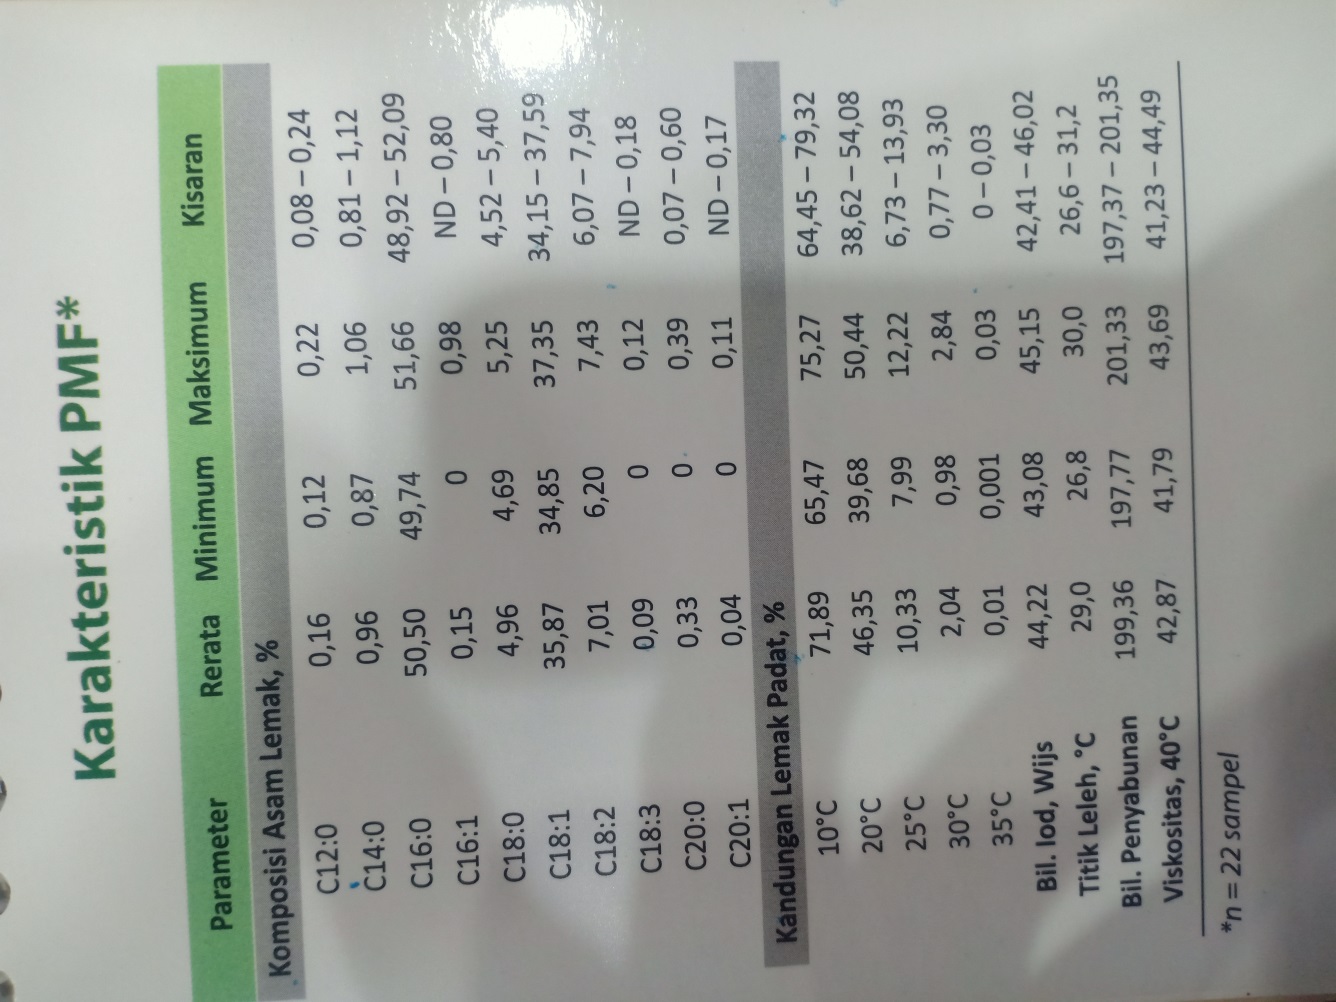 Karakteristik PMF*
Parameter Rerata Minimum Maksimum Kisaran
Komposisi Asam Lemak, %
C12:0 0,16 0,12 0,22 0,08 – 0,24
C14:0 0,96 0,87 1,06 0,81 – 1,12
C16:0 50,50 49,74 51,66 48,92 – 52,09
C16:1 0,15 0 0,98 ND – 0,80
C18:0 4,96 4,69 5,25 4,52 – 5,40
C18:1 35,87 34,85 37,35 34,15 – 37,59
C18:2 7,01 6,20 7,43 6,07 – 7,94
C18:3 0,09 0 0,12 ND – 0,18
C20:0 0,33 0 0,39 0,07 – 0,60
C20:1 0,04 0 0,11 ND – 0,17
Kandungan Lemak Padat, %
10°C 71,89 65,47 75,27 64,45 – 79,32
20°C 46,35 39,68 50,44 38,62 – 54,08
25°C 10,33 7,99 12,22 6,73 – 13,93
30°C 2,04 0,98 2,84 0,77 – 3,30
35°C 0,01 0,001 0,03 0 – 0,03
Bil. Iod, Wijs 44,22 43,08 45,15 42,41 – 46,02
Titik Leleh, °C 29,0 26,8 30,0 26,6 – 31,2
Bil. Penyabunan 199,36 197,77 201,33 197,37 – 201,35
Viskositas, 40°C 42,87 41,79 43,69 41,23 – 44,49
*n = 22 sampel